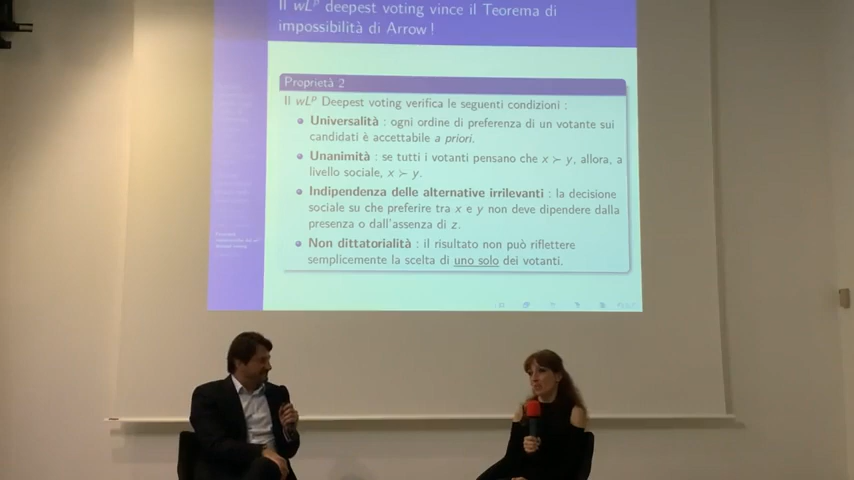 Il wLᵖ deepest voting vince il Teorema di
impossibilità di Arrow !
Proprietà 2
Il wLᵖ Deepest voting verifica le seguenti condizioni :
Universalità : ogni ordine di preferenza di un votante sui
candidati è accettabile a priori.
Unanimità : se tutti i votanti pensano che x ≻ y, allora, a
livello sociale, x ≻ y.
Indipendenza delle alternative irrilevanti : la decisione
sociale su che preferire tra x e y non deve dipendere dalla
presenza o dall'assenza di z.
Non dittatorialità : il risultato non può riflettere
semplicemente la scelta di uno solo dei votanti.